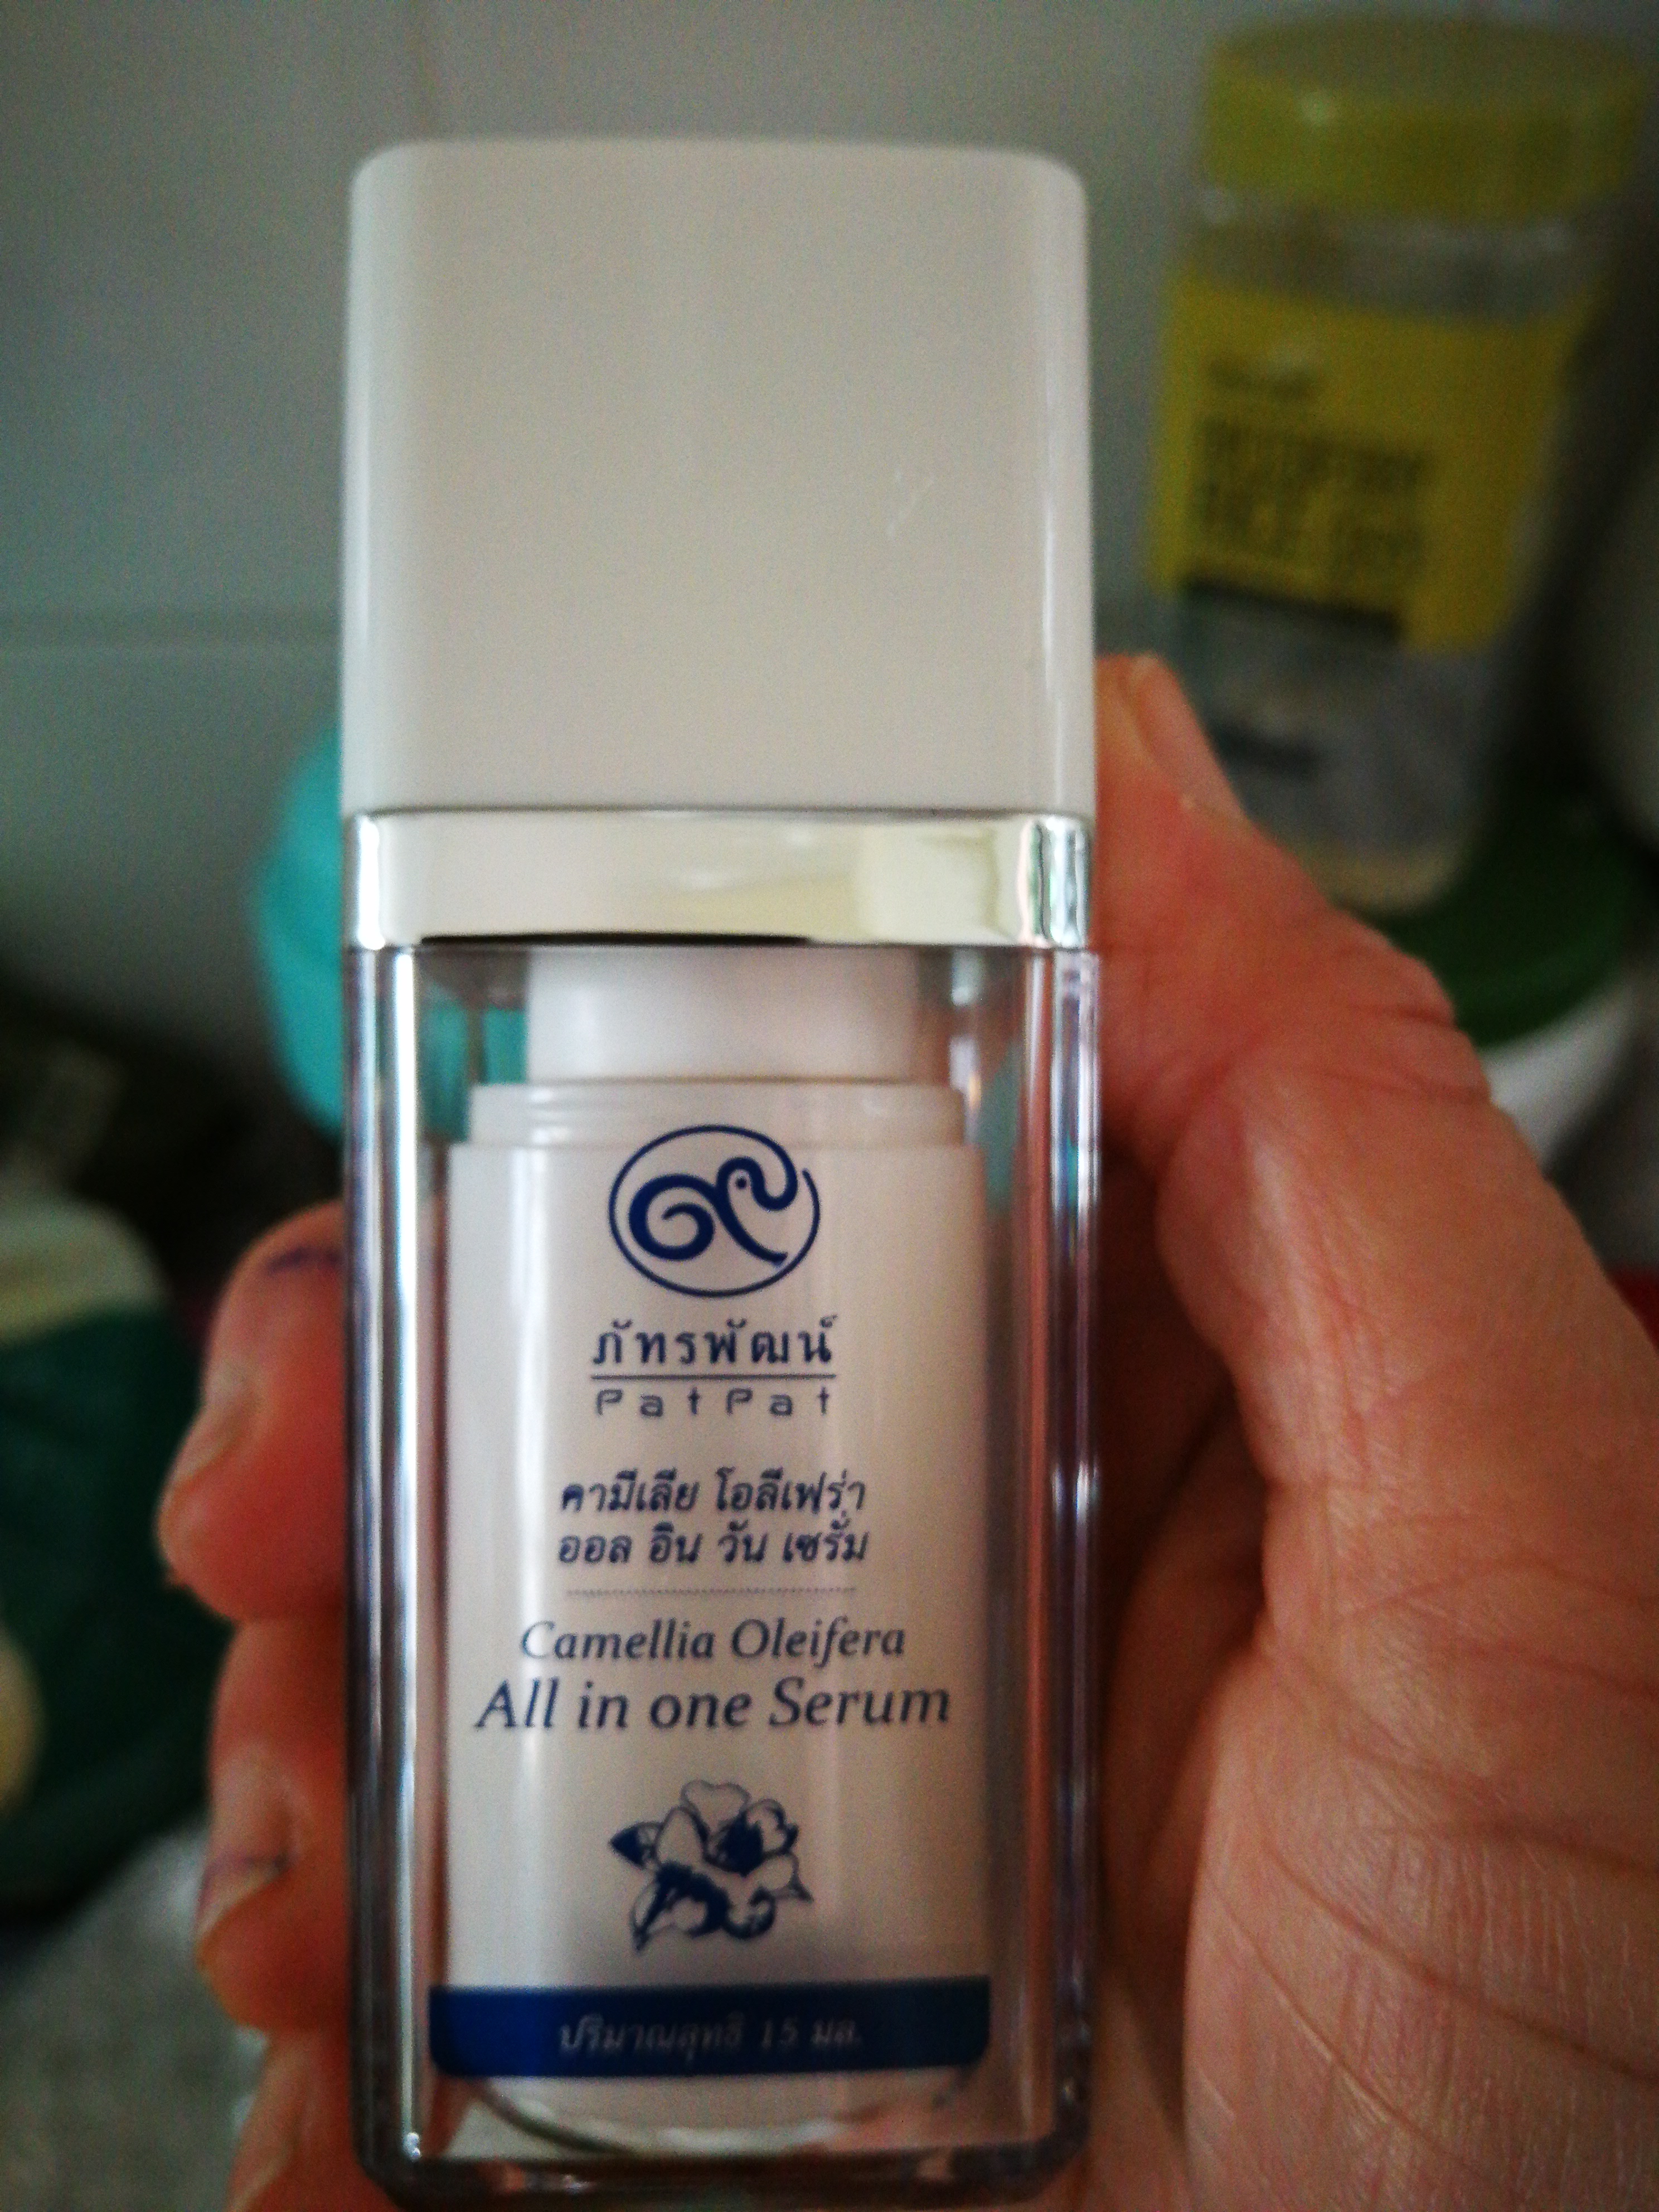 ภัทรพัฒน์
PatPat
คามีเลีย โอลีเฟร่า
ออล อิน วัน เซรั่ม
Camellia Oleifera
All in one Serum
ปริมาณสุทธิ 15 มล.